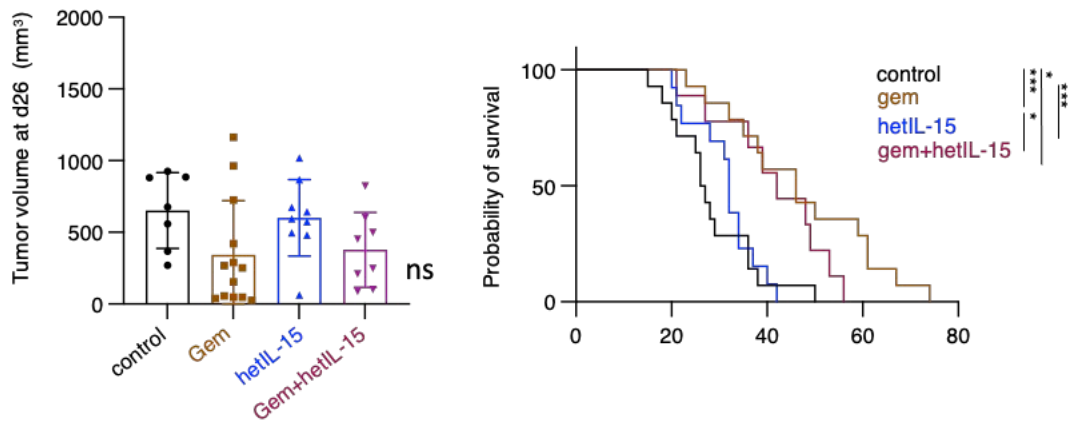 Tumor volume at d26 (mm³)
2000
1500
1000
500
0
control
Gem
hetIL-15
Gem+hetIL-15
ns
Probability of survival
100
50
0
0 20 40 60 80
control
gem
hetIL-15
gem+hetIL-15
***
*
*
***